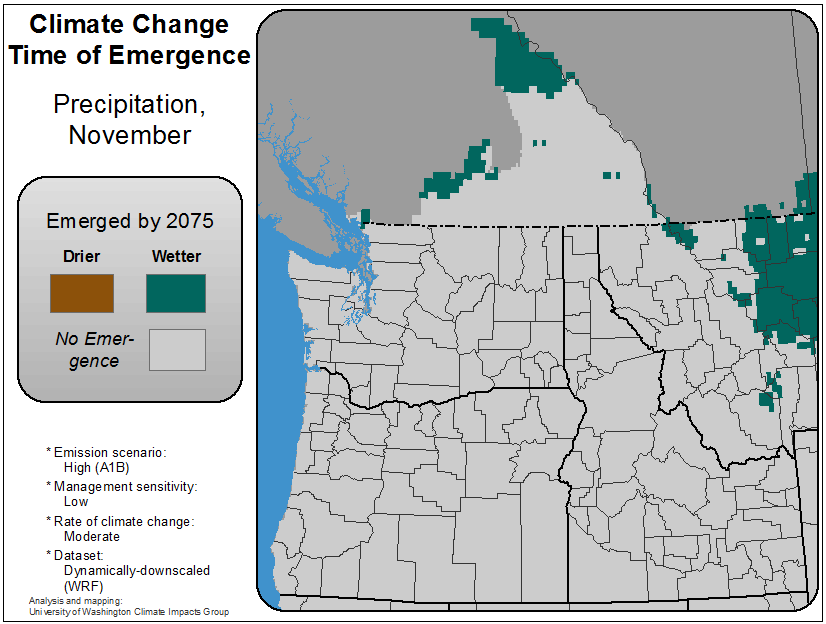 Climate Change
Time of Emergence
Precipitation,
November
Emerged by 2075
Drier
Wetter
No Emer-
gence
* Emission scenario:
High (A1B)
* Management sensitivity:
Low
* Rate of climate change:
Moderate
* Dataset:
Dynamically-downscaled
(WRF)
Analysis and mapping:
University of Washington Climate Impacts Group